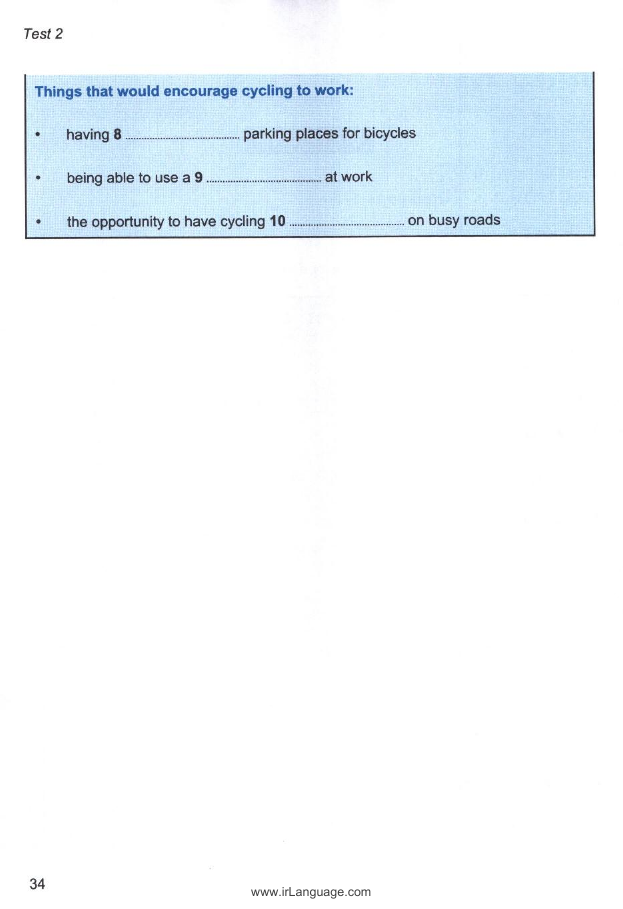 Test 2
Things that would encourage cycling to work:
• having 8 ........................................ parking places for bicycles
• being able to use a 9 ........................................ at work
• the opportunity to have cycling 10 ........................................ on busy roads
34
www.irLanguage.com